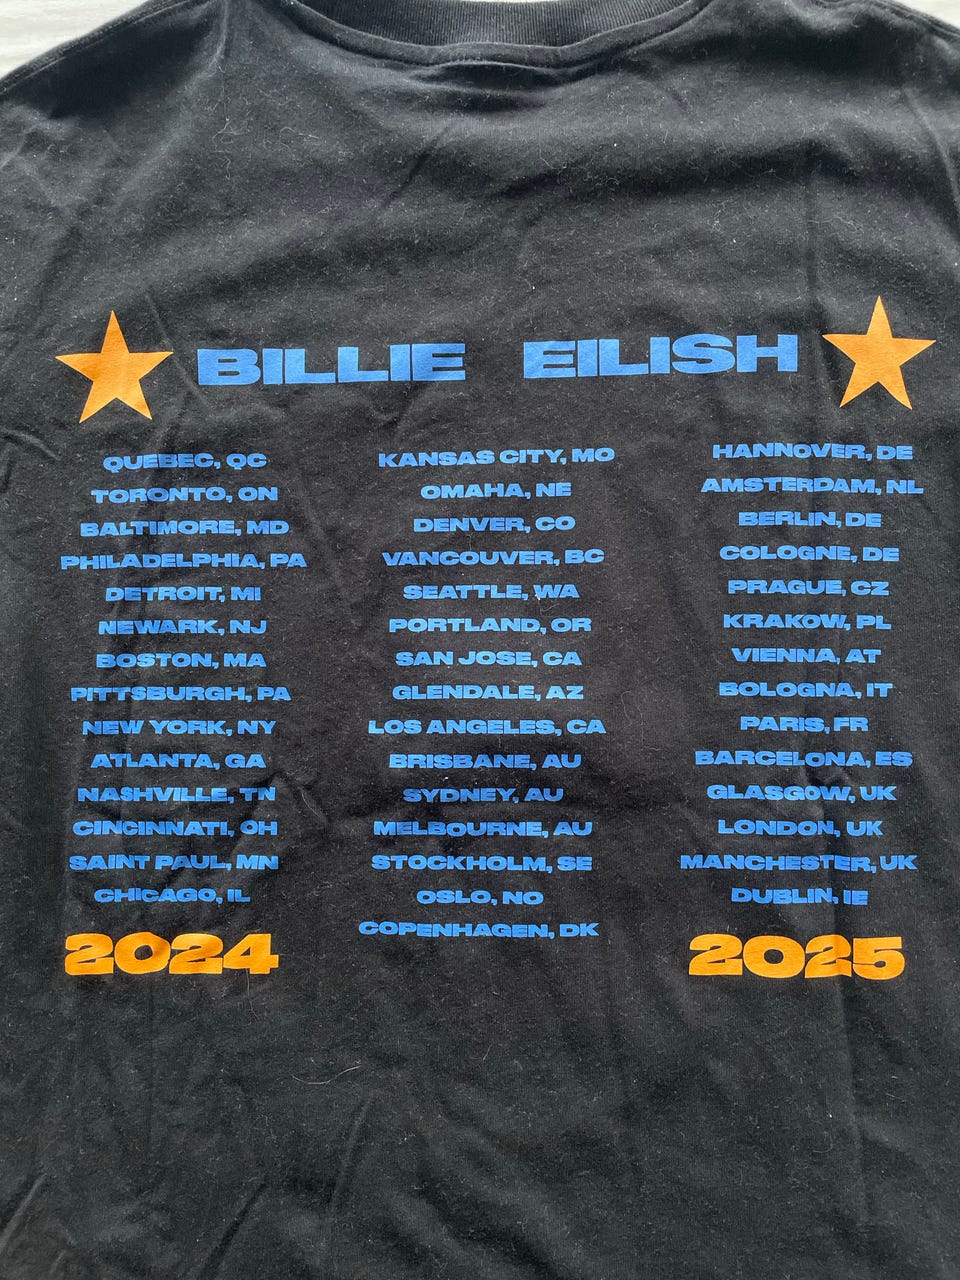 BILLIE EILISH
QUEBEC, QC
TORONTO, ON
BALTIMORE, MD
PHILADELPHIA, PA
DETROIT, MI
NEWARK, NJ
BOSTON, MA
PITTSBURGH, PA
NEW YORK, NY
ATLANTA, GA
NASHVILLE, TN
CINCINNATI, OH
SAINT PAUL, MN
CHICAGO, IL
2024
KANSAS CITY, MO
OMAHA, NE
DENVER, CO
VANCOUVER, BC
SEATTLE, WA
PORTLAND, OR
SAN JOSE, CA
GLENDALE, AZ
LOS ANGELES, CA
BRISBANE, AU
SYDNEY, AU
MELBOURNE, AU
STOCKHOLM, SE
OSLO, NO
COPENHAGEN, DK
HANNOVER, DE
AMSTERDAM, NL
BERLIN, DE
COLOGNE, DE
PRAGUE, CZ
KRAKOW, PL
VIENNA, AT
BOLOGNA, IT
PARIS, FR
BARCELONA, ES
GLASGOW, UK
LONDON, UK
MANCHESTER, UK
DUBLIN, IE
2025